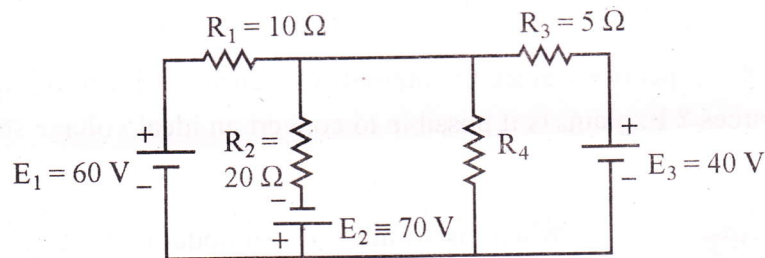 R₁ = 10 Ω
R₃ = 5 Ω
+
R₂ =
20 Ω
R₄
+
E₁ = 60 V
−
−
+
E₂ ≡ 70 V
−
E₃ = 40 V